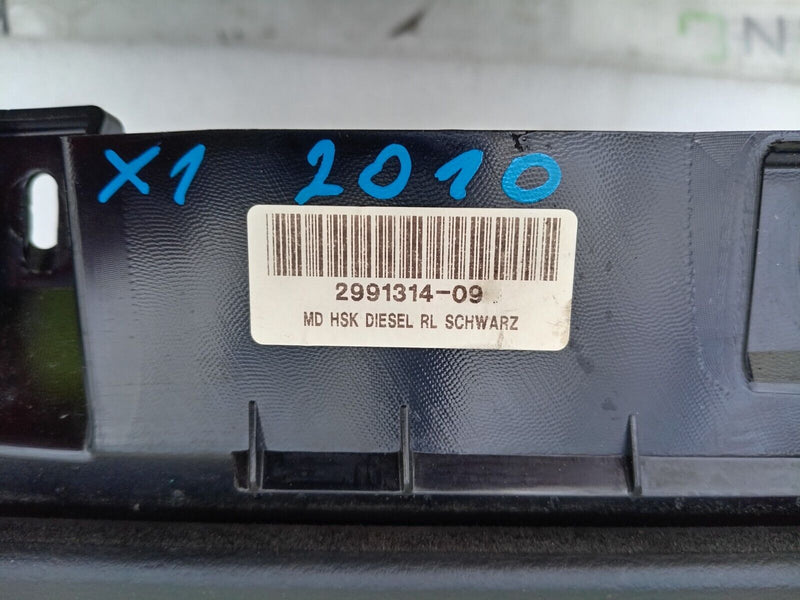 X1 2010
2991314-09
MD HSK DIESEL RL SCHWARZ